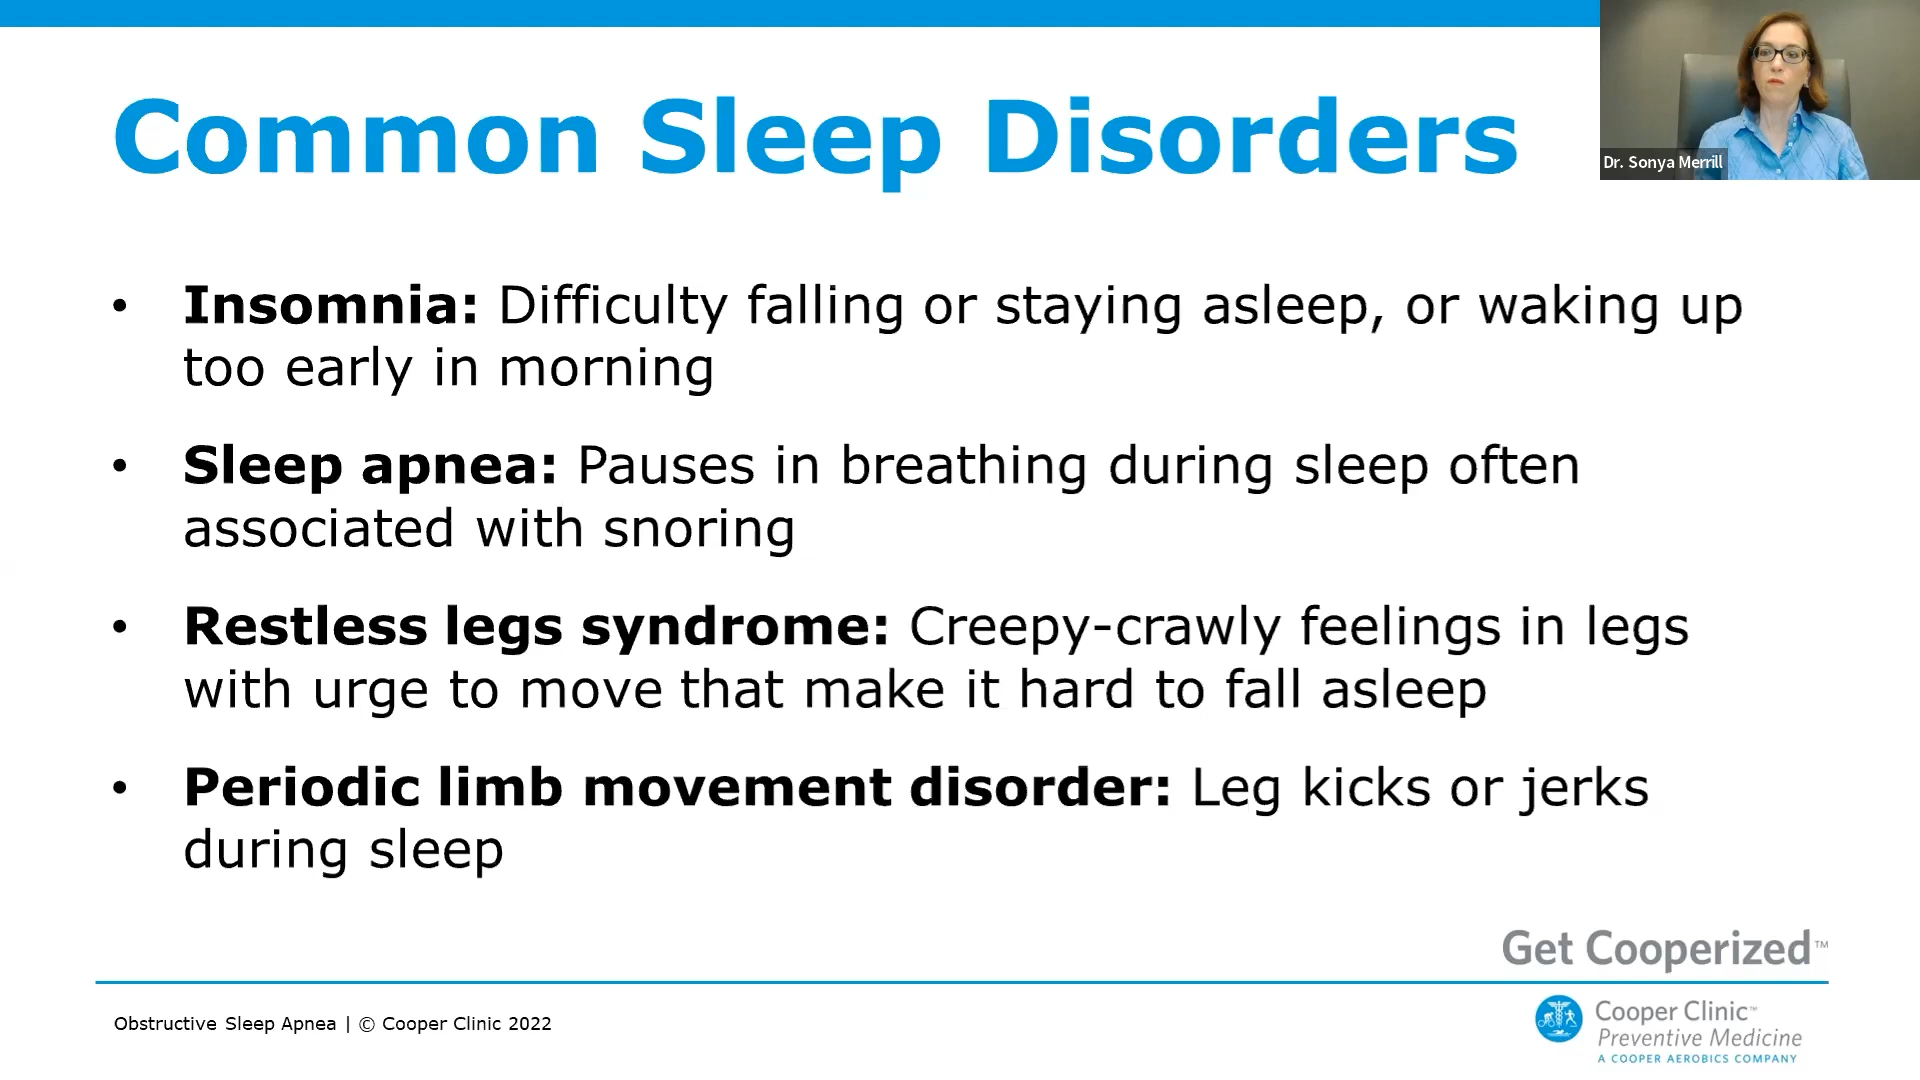 Common Sleep Disorders
Dr. Sonya Merrill
• Insomnia: Difficulty falling or staying asleep, or waking up
too early in morning
• Sleep apnea: Pauses in breathing during sleep often
associated with snoring
• Restless legs syndrome: Creepy-crawly feelings in legs
with urge to move that make it hard to fall asleep
• Periodic limb movement disorder: Leg kicks or jerks
during sleep
Get Cooperized™
Obstructive Sleep Apnea | © Cooper Clinic 2022
Cooper Clinic™
Preventive Medicine
A COOPER AEROBICS COMPANY